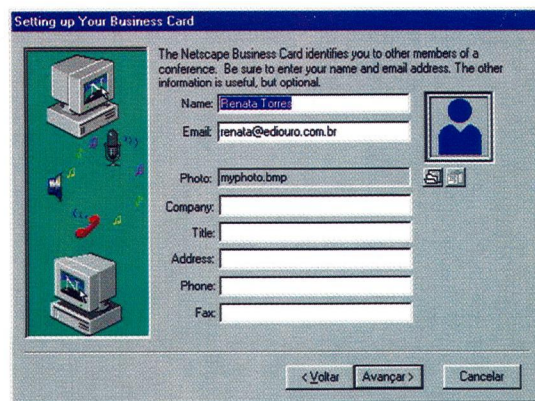 Setting up Your Business Card
The Netscape Business Card identifies you to other members of a
conference. Be sure to enter your name and email address. The other
information is useful, but optional.
Name: Renata Torres
Email: renata@ediouro.com.br
Photo: myphoto.bmp
Company:
Title:
Address:
Phone:
Fax:
< Voltar Avançar > Cancelar